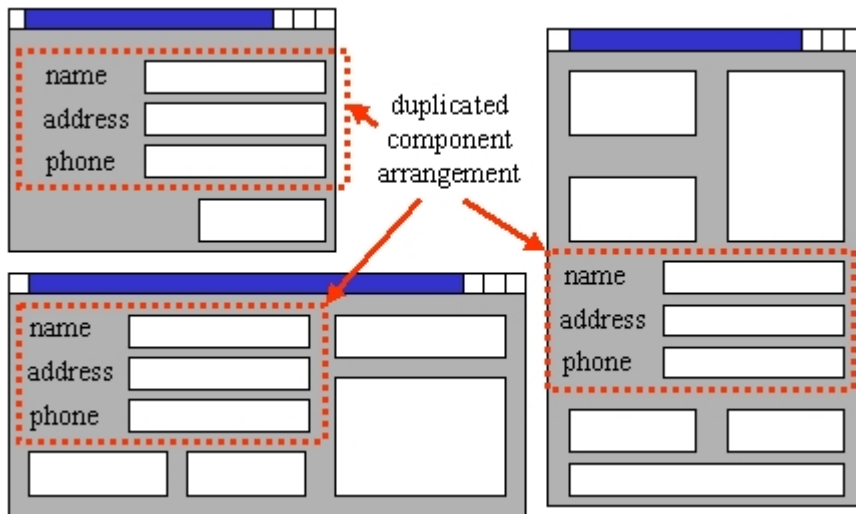 name
address
phone
duplicated
component
arrangement
name
address
phone
name
address
phone